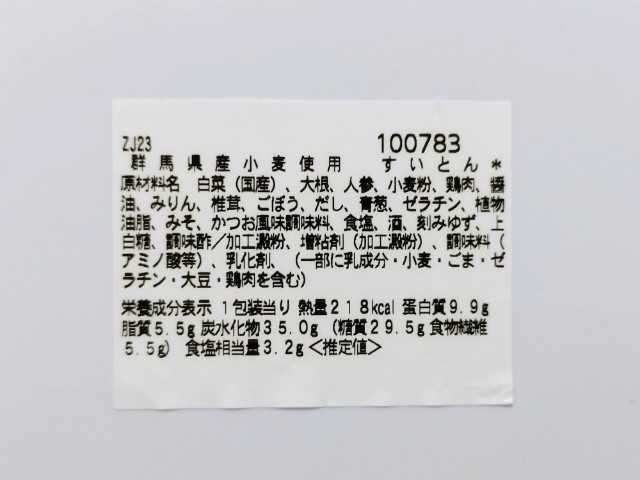 ZJ23 100783
群馬県産小麦使用 すいとん*
原材料名 白菜(国産)、大根、人参、小麦粉、鶏肉、醤
油、みりん、椎茸、ごぼう、だし、青葱、ゼラチン、植物
油脂、みそ、かつお風味調味料、食塩、酒、刻みゆず、上
白糖、調味酢／加工澱粉、増粘剤(加工澱粉)、調味料(
アミノ酸等)、乳化剤、(一部に乳成分・小麦・ごま・ゼ
ラチン・大豆・鶏肉を含む)
栄養成分表示 1包装当り 熱量218kcal 蛋白質9.9g
脂質5.5g 炭水化物35.0g (糖質29.5g 食物繊維
5.5g) 食塩相当量3.2g<推定値>